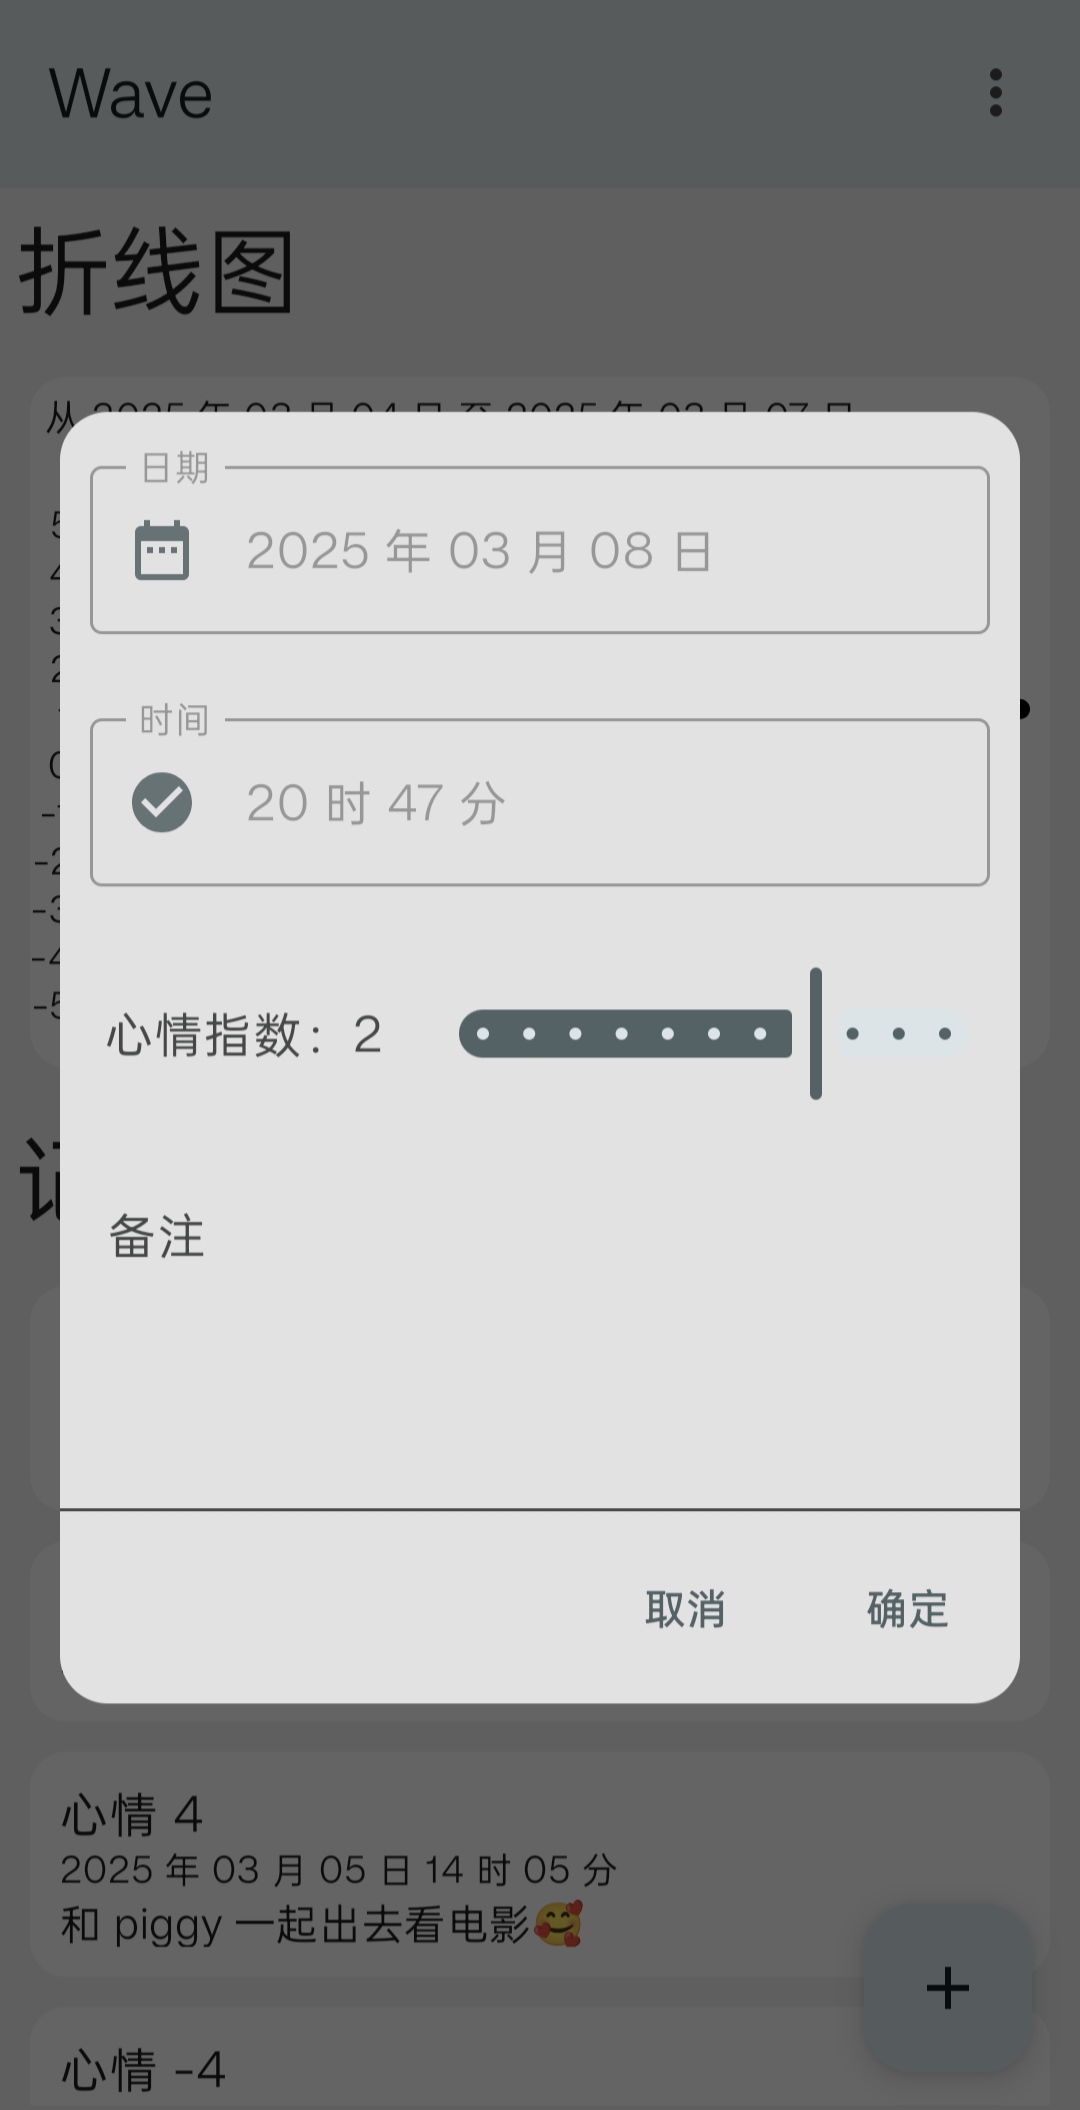 Wave
折线图
从
日期
2025 年 03 月 08 日
时间
20 时 47 分
心情指数：2
备注
取消 确定
心情 4
2025 年 03 月 05 日 14 时 05 分
和 piggy 一起出去看电影🥰
心情 -4